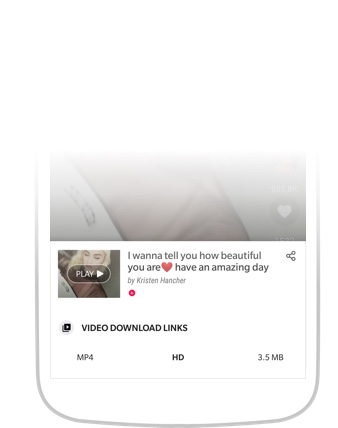 I wanna tell you how beautiful
you are❤️ have an amazing day
by Kristen Hancher
PLAY
VIDEO DOWNLOAD LINKS
MP4 HD 3.5 MB